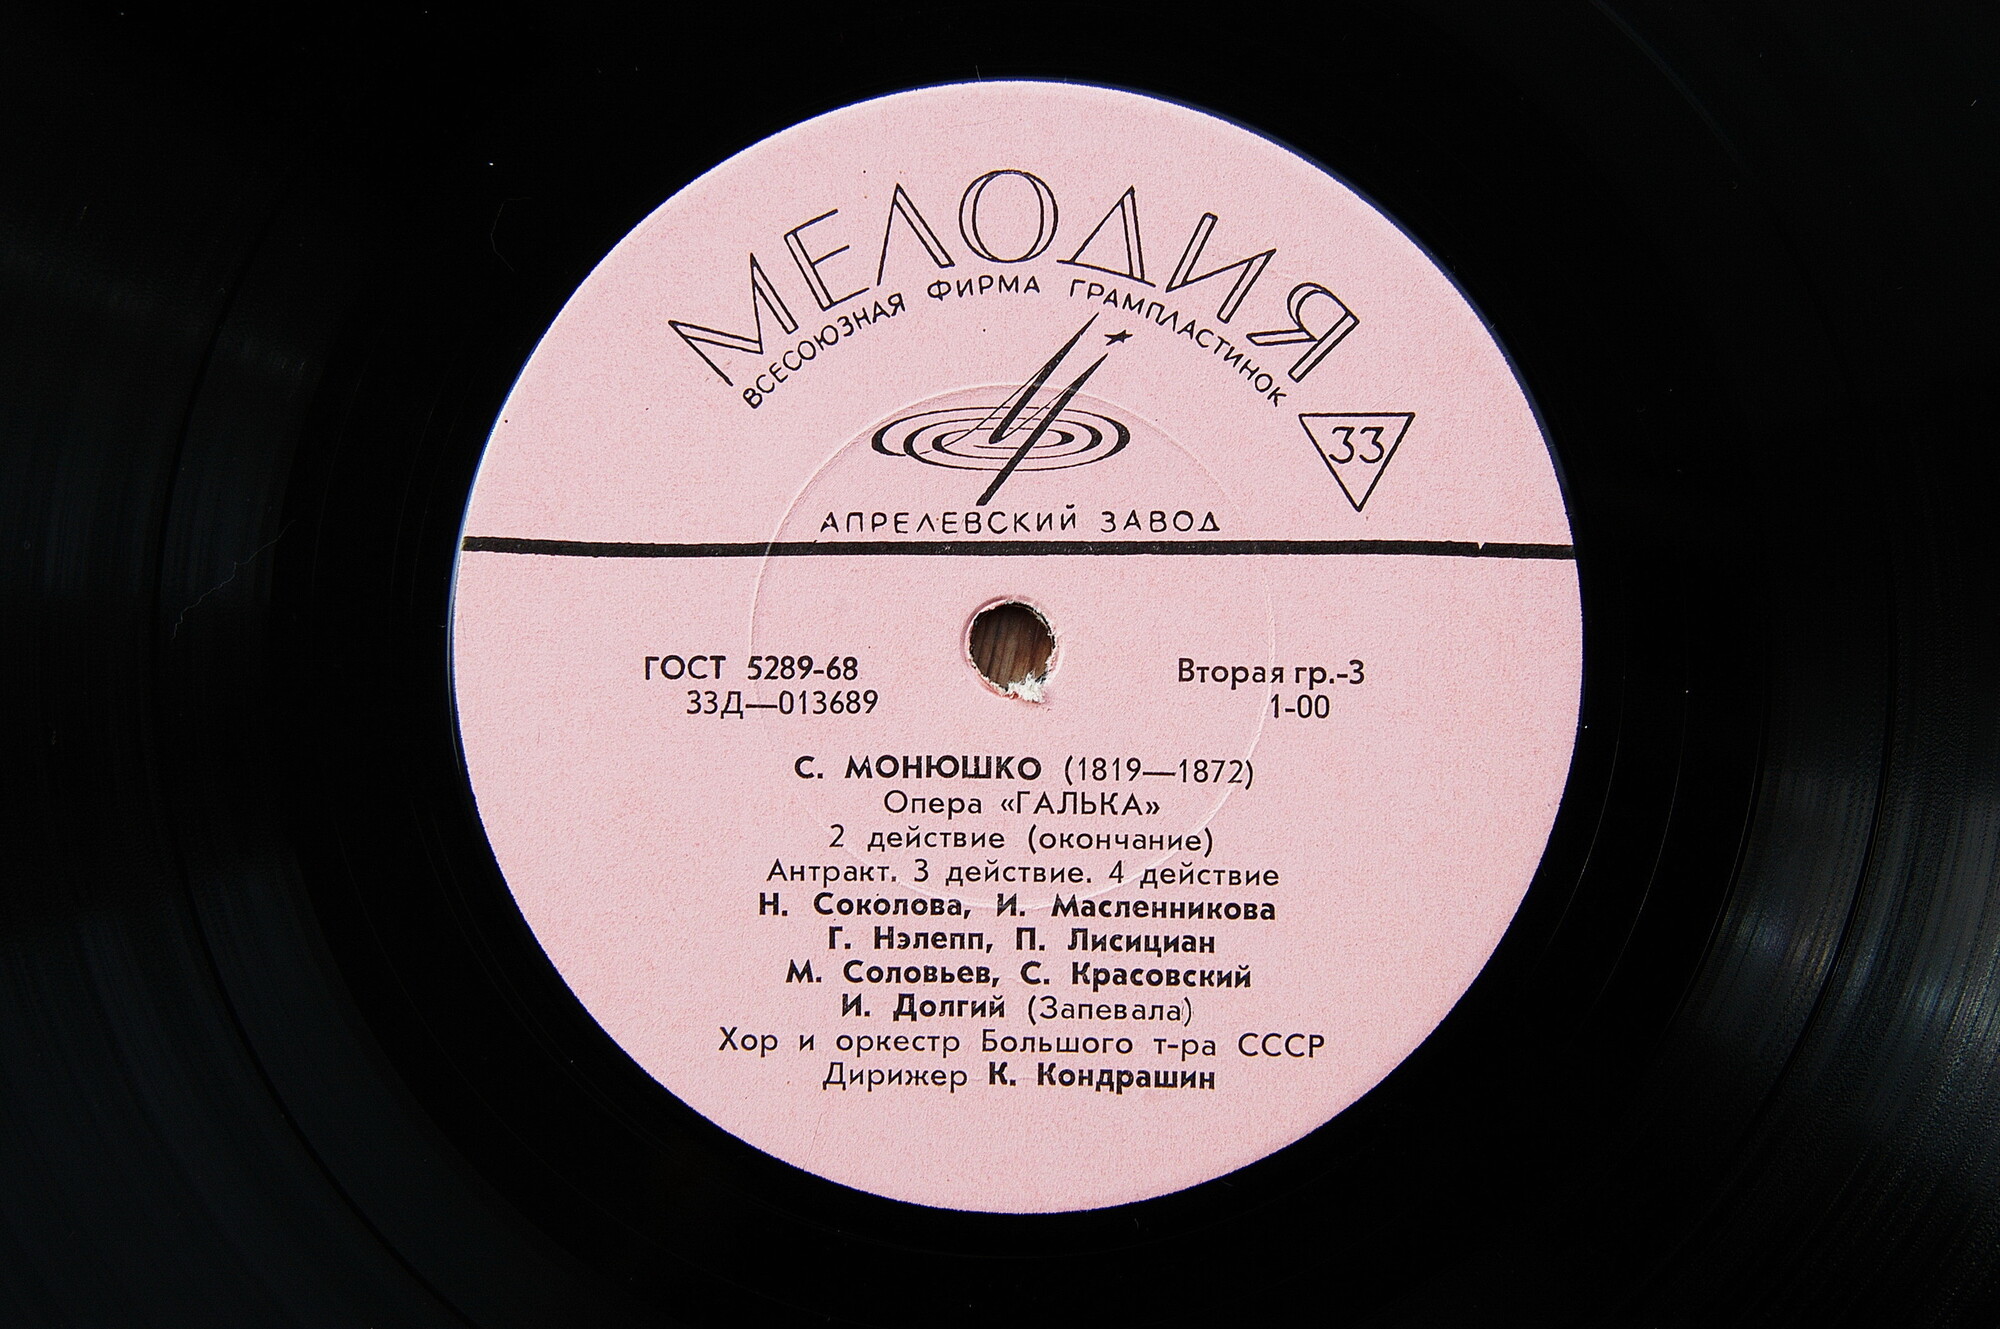 МЕЛОДИЯ
ВСЕСОЮЗНАЯ ФИРМА ГРАМПЛАСТИНОК
33
АПРЕЛЕВСКИЙ ЗАВОД
ГОСТ 5289-68
33Д—013689
Вторая гр.-3
1-00
С. МОНЮШКО (1819—1872)
Опера «ГАЛЬКА»
2 действие (окончание)
Антракт. 3 действие. 4 действие
Н. Соколова, И. Масленникова
Г. Нэлепп, П. Лисициан
М. Соловьев, С. Красовский
И. Долгий (Запевала)
Хор и оркестр Большого т-ра СССР
Дирижер К. Кондрашин